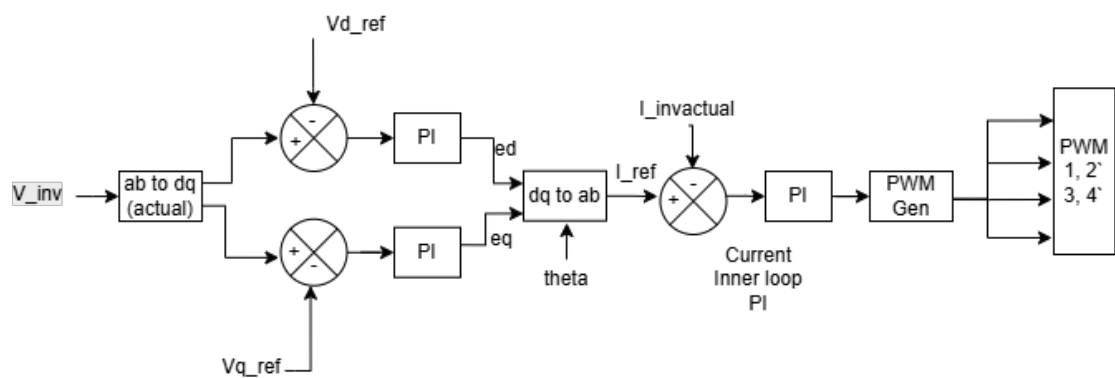 Vd_ref
I_invactual
-
+
PI
ed
I_ref
-
PWM
1, 2`
3, 4`
V_inv
ab to dq
(actual)
dq to ab
+
PI
PWM
Gen
+
-
PI
eq
theta
Current
Inner loop
PI
Vq_ref